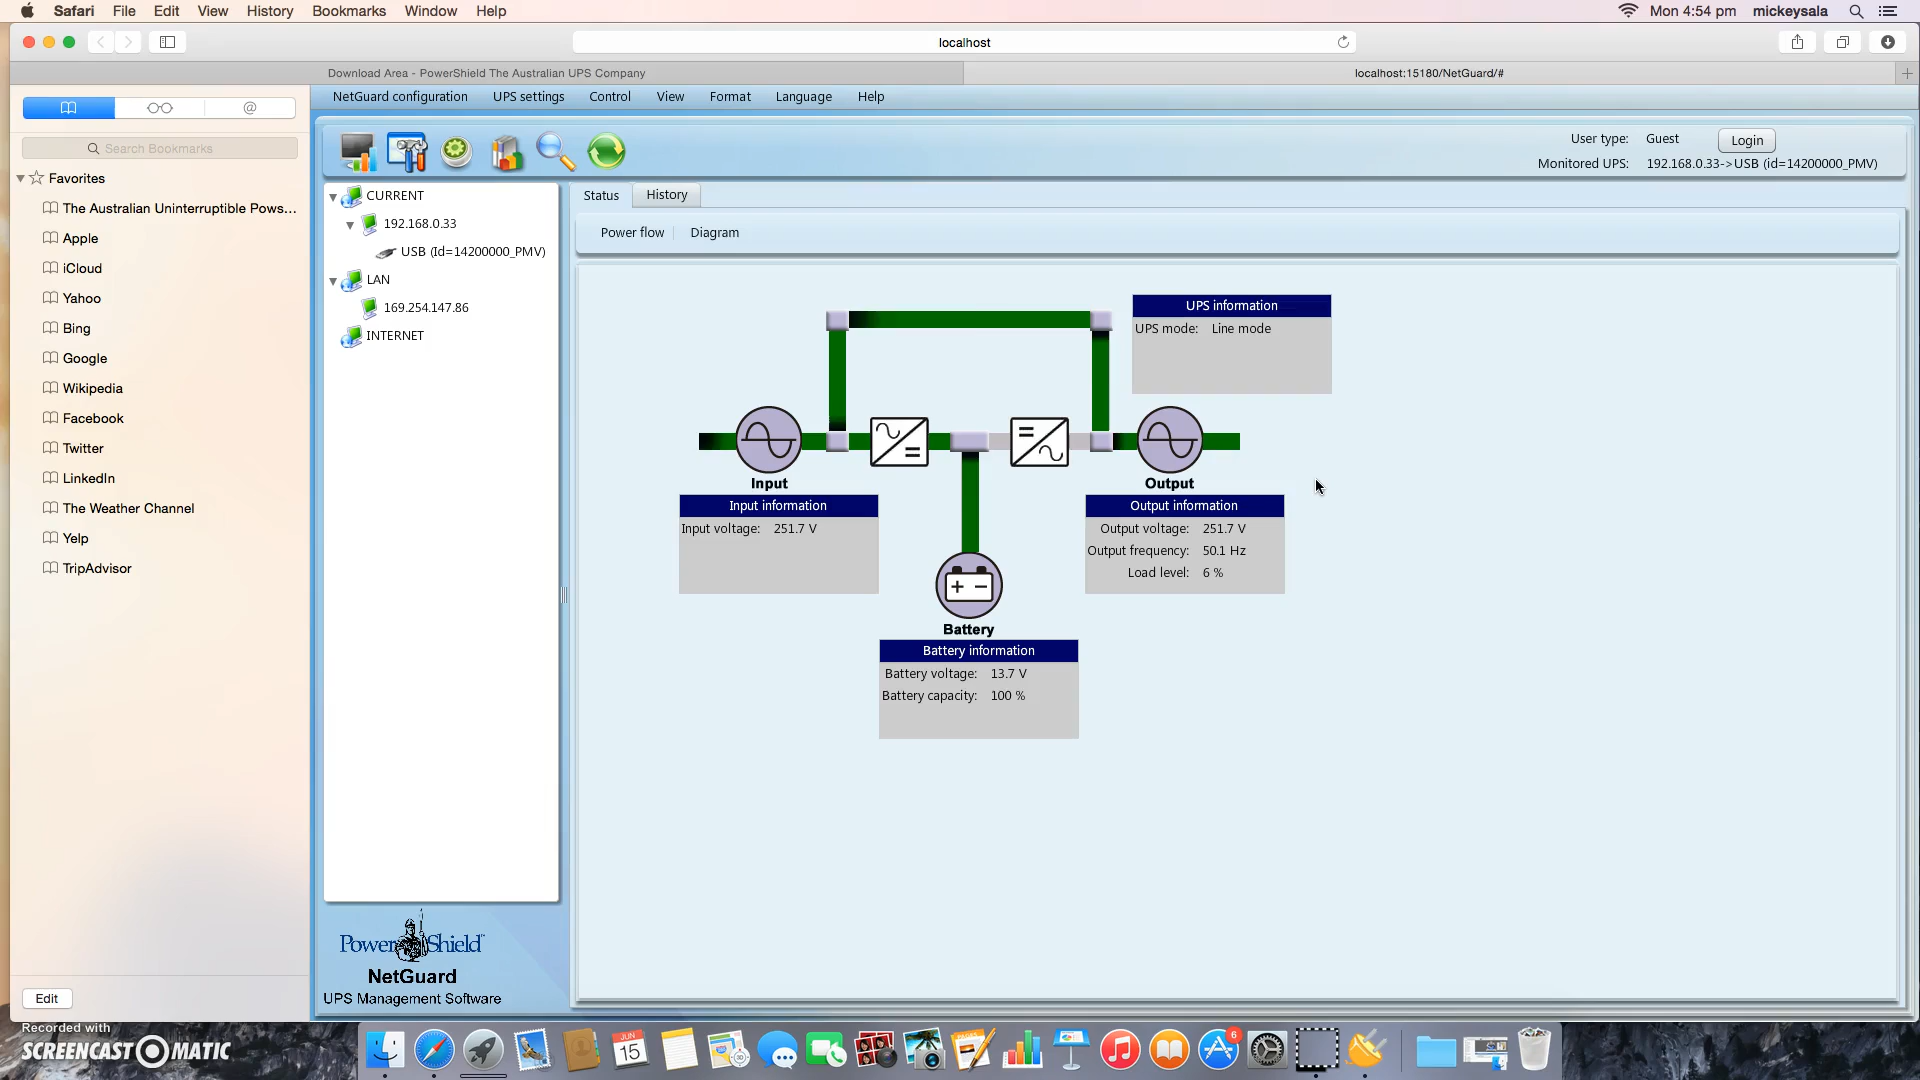 Safari File Edit View History Bookmarks Window Help
Mon 4:54 pm mickeysala
localhost
Download Area - PowerShield The Australian UPS Company
localhost:15180/NetGuard/#
Search Bookmarks
Favorites
The Australian Uninterruptible Pows...
Apple
iCloud
Yahoo
Bing
Google
Wikipedia
Facebook
Twitter
LinkedIn
The Weather Channel
Yelp
TripAdvisor
Edit
NetGuard configuration UPS settings Control View Format Language Help
User type: Guest Login
Monitored UPS: 192.168.0.33->USB (id=14200000_PMV)
CURRENT
192.168.0.33
USB (Id=14200000_PMV)
LAN
169.254.147.86
INTERNET
PowerShield
NetGuard
UPS Management Software
Status History
Power flow Diagram
UPS information
UPS mode: Line mode
Input
Input information
Input voltage: 251.7 V
Output
Output information
Output voltage: 251.7 V
Output frequency: 50.1 Hz
Load level: 6 %
Battery
Battery information
Battery voltage: 13.7 V
Battery capacity: 100 %
Recorded with
SCREENCAST-O-MATIC
JUN
15
6